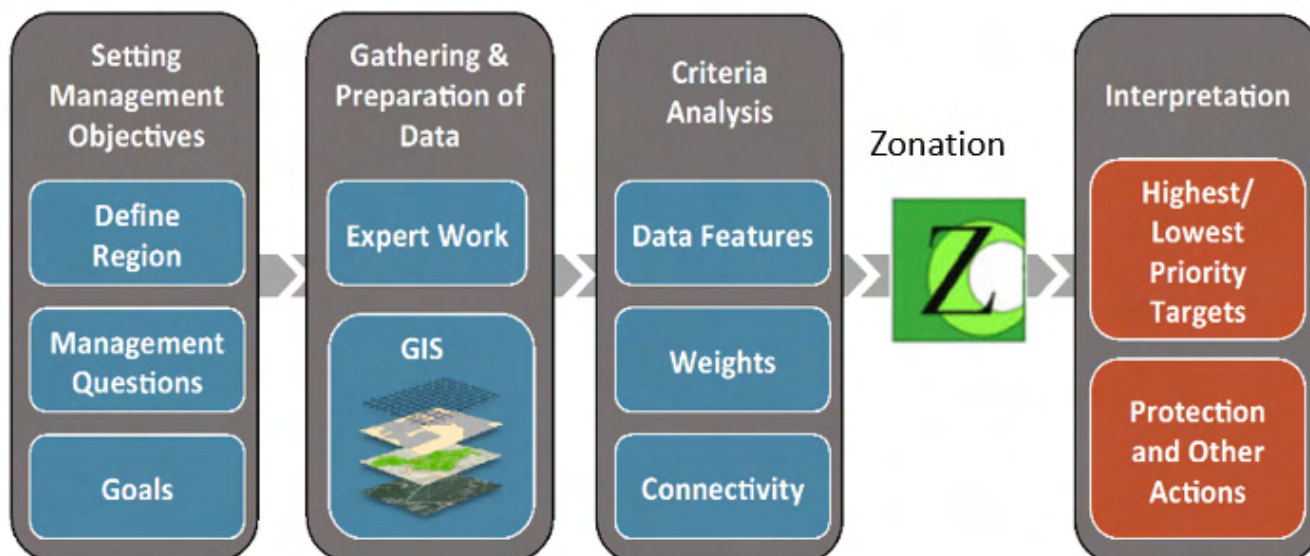 Setting
Management
Objectives
Define
Region
Management
Questions
Goals
Gathering &
Preparation of
Data
Expert Work
GIS
Criteria
Analysis
Data Features
Weights
Connectivity
Zonation
Z
Interpretation
Highest/
Lowest
Priority
Targets
Protection
and Other
Actions